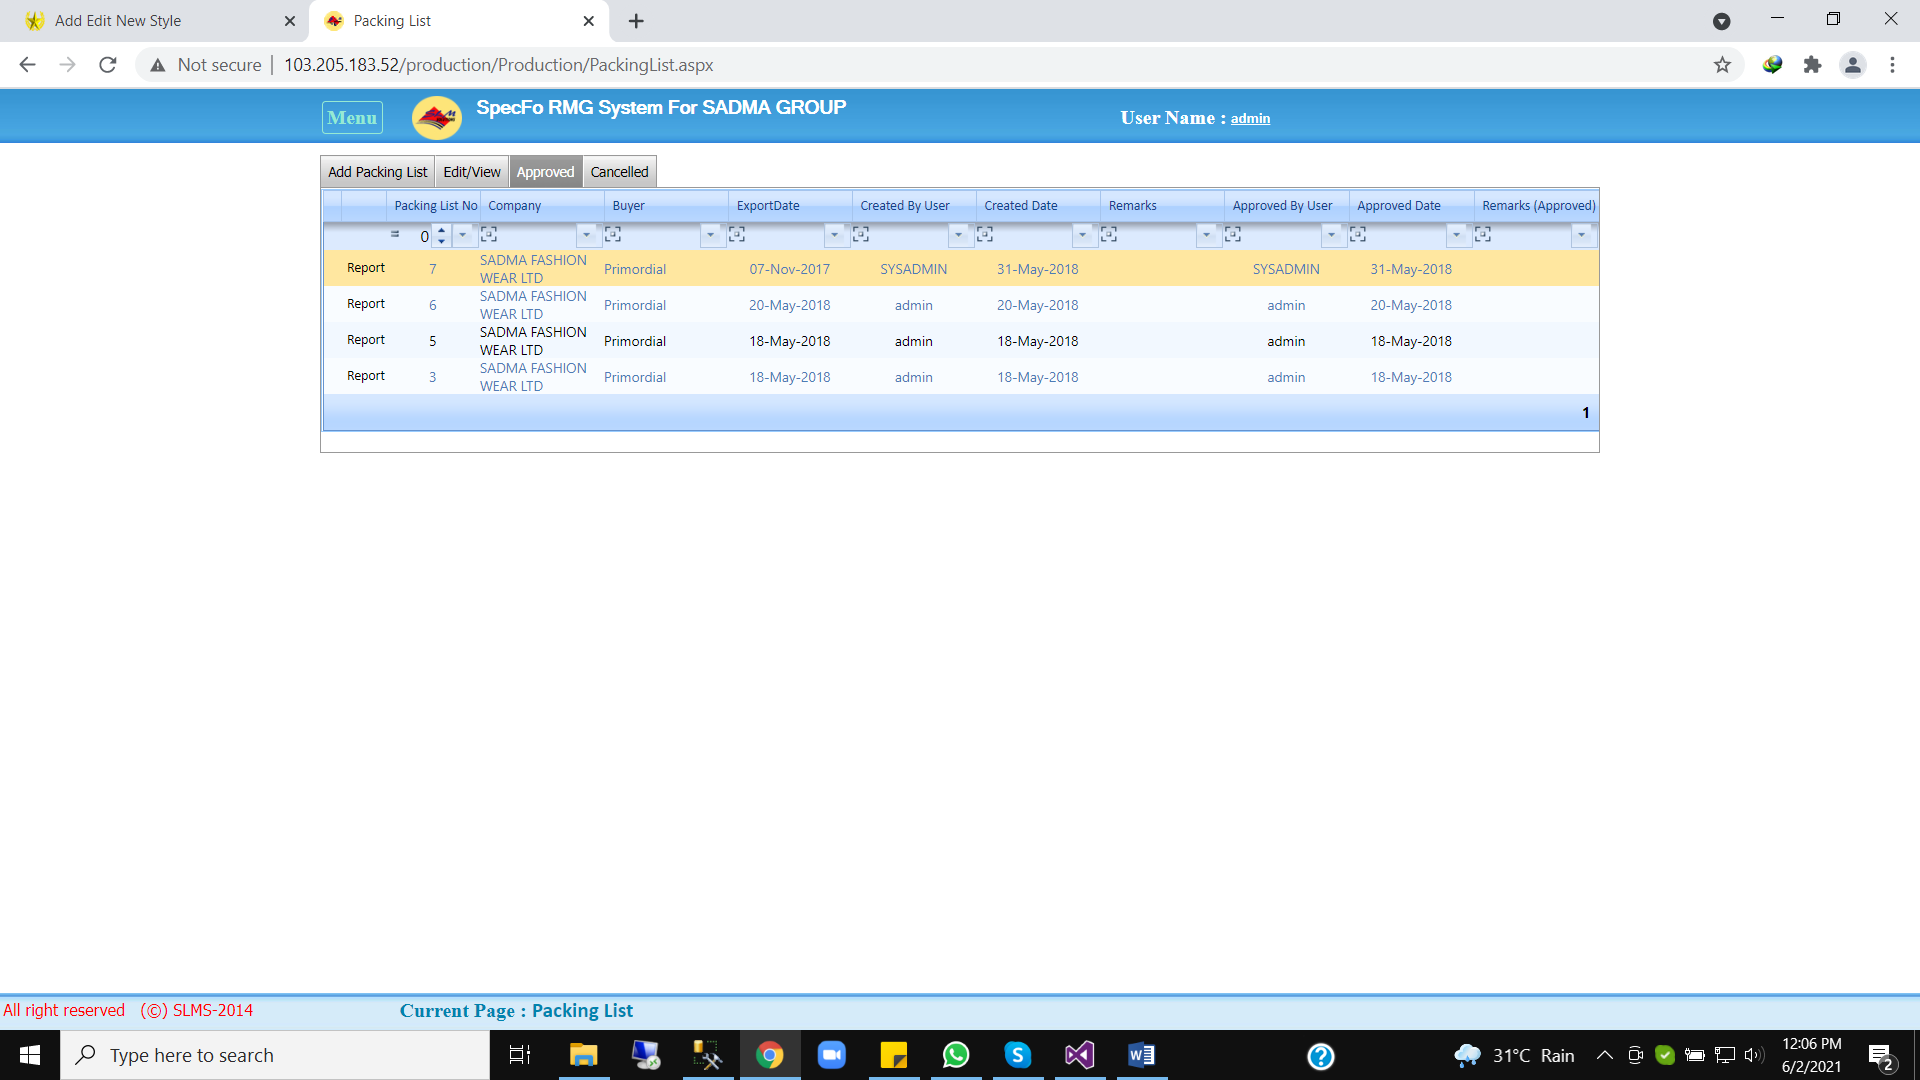 Add Edit New Style
Packing List
Not secure
103.205.183.52/production/Production/PackingList.aspx
Menu
SpecFo RMG System For SADMA GROUP
User Name : admin
Add Packing List Edit/View Approved Cancelled
Packing List No Company Buyer ExportDate Created By User Created Date Remarks Approved By User Approved Date Remarks (Approved)
= 0
Report 7 SADMA FASHION WEAR LTD Primordial 07-Nov-2017 SYSADMIN 31-May-2018 SYSADMIN 31-May-2018
Report 6 SADMA FASHION WEAR LTD Primordial 20-May-2018 admin 20-May-2018 admin 20-May-2018
Report 5 SADMA FASHION WEAR LTD Primordial 18-May-2018 admin 18-May-2018 admin 18-May-2018
Report 3 SADMA FASHION WEAR LTD Primordial 18-May-2018 admin 18-May-2018 admin 18-May-2018
1
All right reserved (©) SLMS-2014
Current Page : Packing List
Type here to search
31°C Rain
12:06 PM
6/2/2021
2